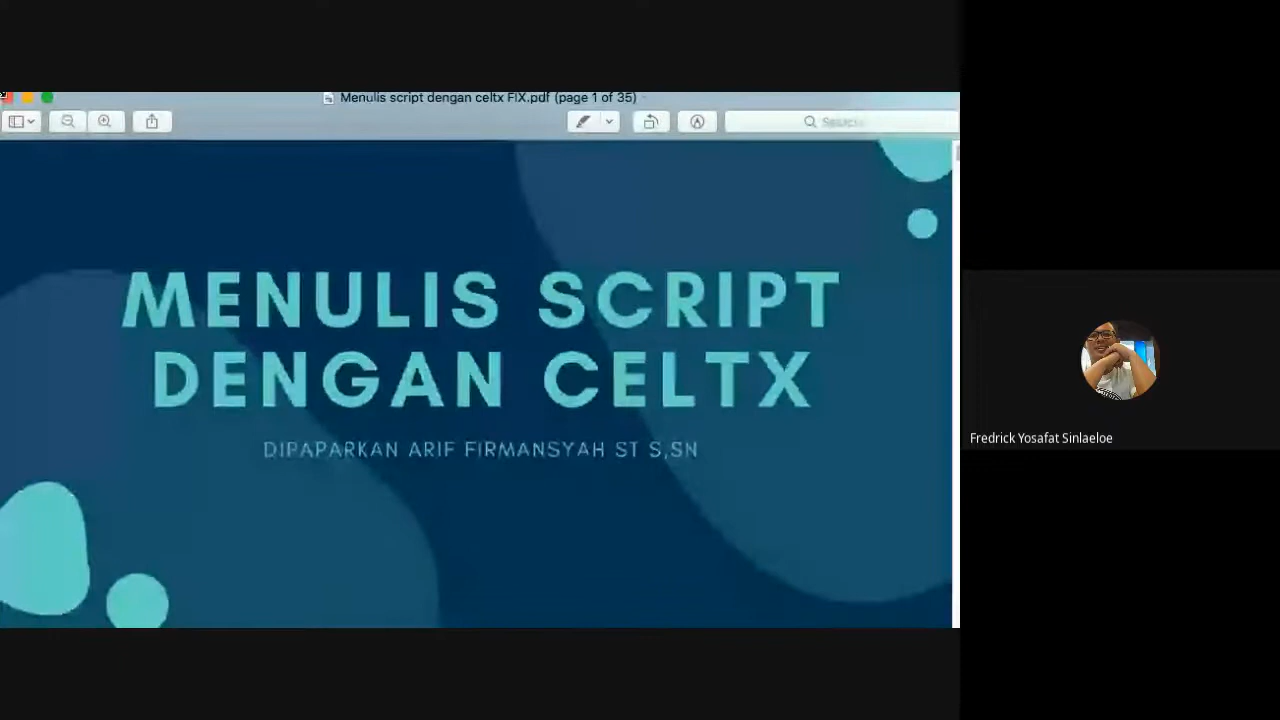 Menulis script dengan celtx FIX.pdf (page 1 of 35)
Search
MENULIS SCRIPT
DENGAN CELTX
DIPAPARKAN ARIF FIRMANSYAH ST S,SN
Fredrick Yosafat Sinlaeloe